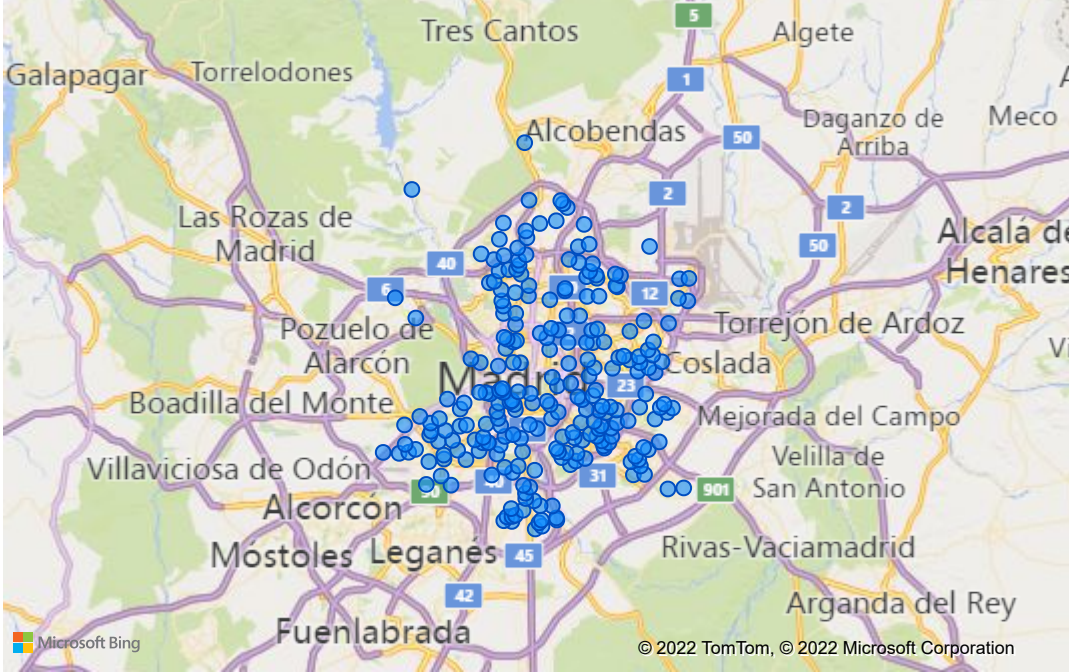 5
Tres Cantos
Algete
Galapagar
Torrelodones
1
Meco
Daganzo de
Arriba
Alcobendas
50
2
2
Las Rozas de
Madrid
Alcalá de
Henares
50
40
6
12
Pozuelo de
Alarcón
Torrejón de Ardoz
Coslada
Madrid
23
Boadilla del Monte
Mejorada del Campo
Velilla de
San Antonio
Villaviciosa de Odón
31
901
Alcorcón
Móstoles
Leganés
45
Rivas-Vaciamadrid
42
Arganda del Rey
Fuenlabrada
Microsoft Bing
© 2022 TomTom, © 2022 Microsoft Corporation